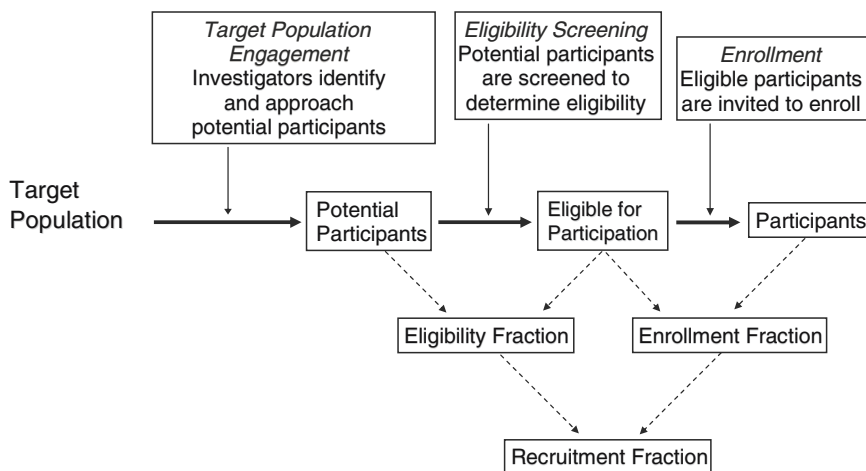 Target Population
Engagement
Investigators identify
and approach
potential participants
Eligibility Screening
Potential participants
are screened to
determine eligibility
Enrollment
Eligible participants
are invited to enroll
Target
Population
Potential
Participants
Eligible for
Participation
Participants
Eligibility Fraction
Enrollment Fraction
Recruitment Fraction